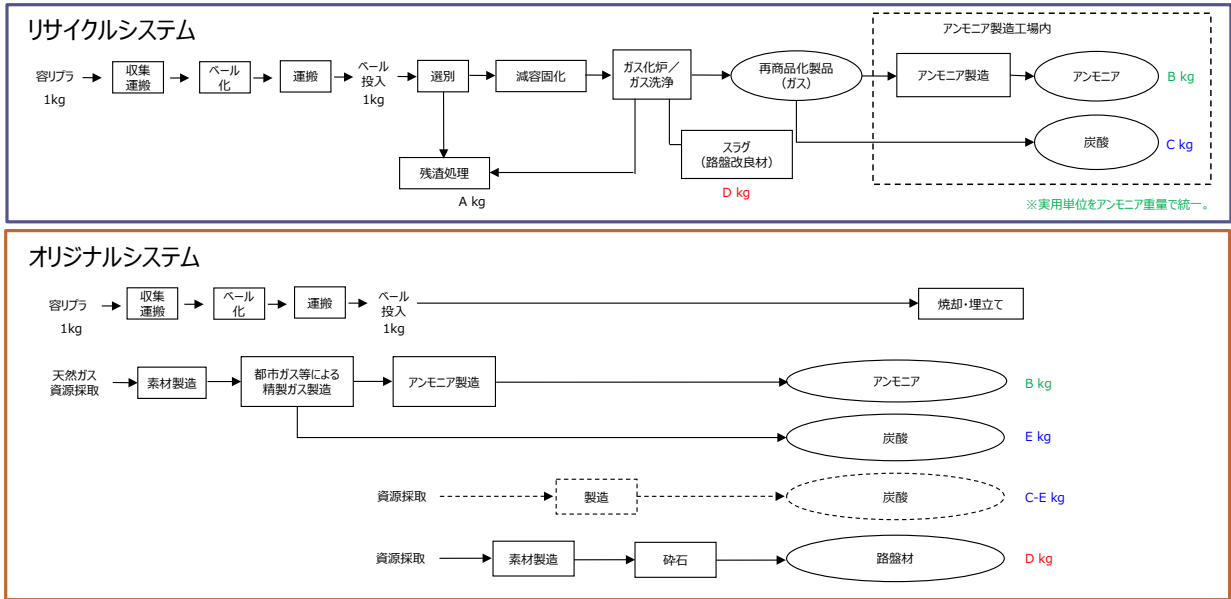 リサイクルシステム
アンモニア製造工場内
容リプラ
1kg
収集
運搬
ベール
化
運搬
ベール
投入
1kg
選別
減容固化
ガス化炉／
ガス洗浄
再商品化製品
（ガス）
アンモニア製造
アンモニア
B kg
炭酸
C kg
スラグ
（路盤改良材）
D kg
残渣処理
A kg
※実用単位をアンモニア重量で統一。
オリジナルシステム
容リプラ
1kg
収集
運搬
ベール
化
運搬
ベール
投入
1kg
焼却・埋立て
天然ガス
資源採取
素材製造
都市ガス等による
精製ガス製造
アンモニア製造
アンモニア
B kg
炭酸
E kg
資源採取
製造
炭酸
C-E kg
資源採取
素材製造
砕石
路盤材
D kg